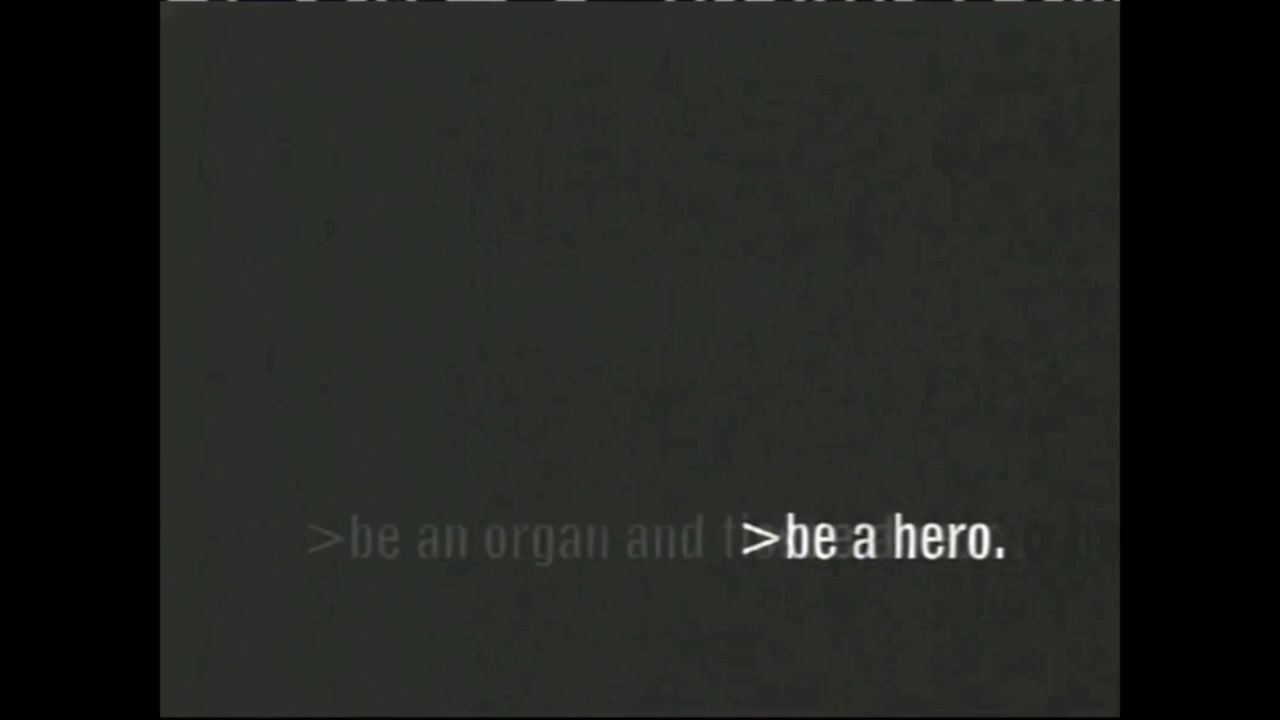 >be an organ and >be a hero.